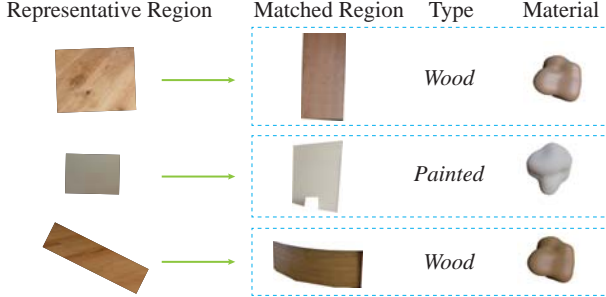 Representative Region Matched Region Type Material
Wood
Painted
Wood